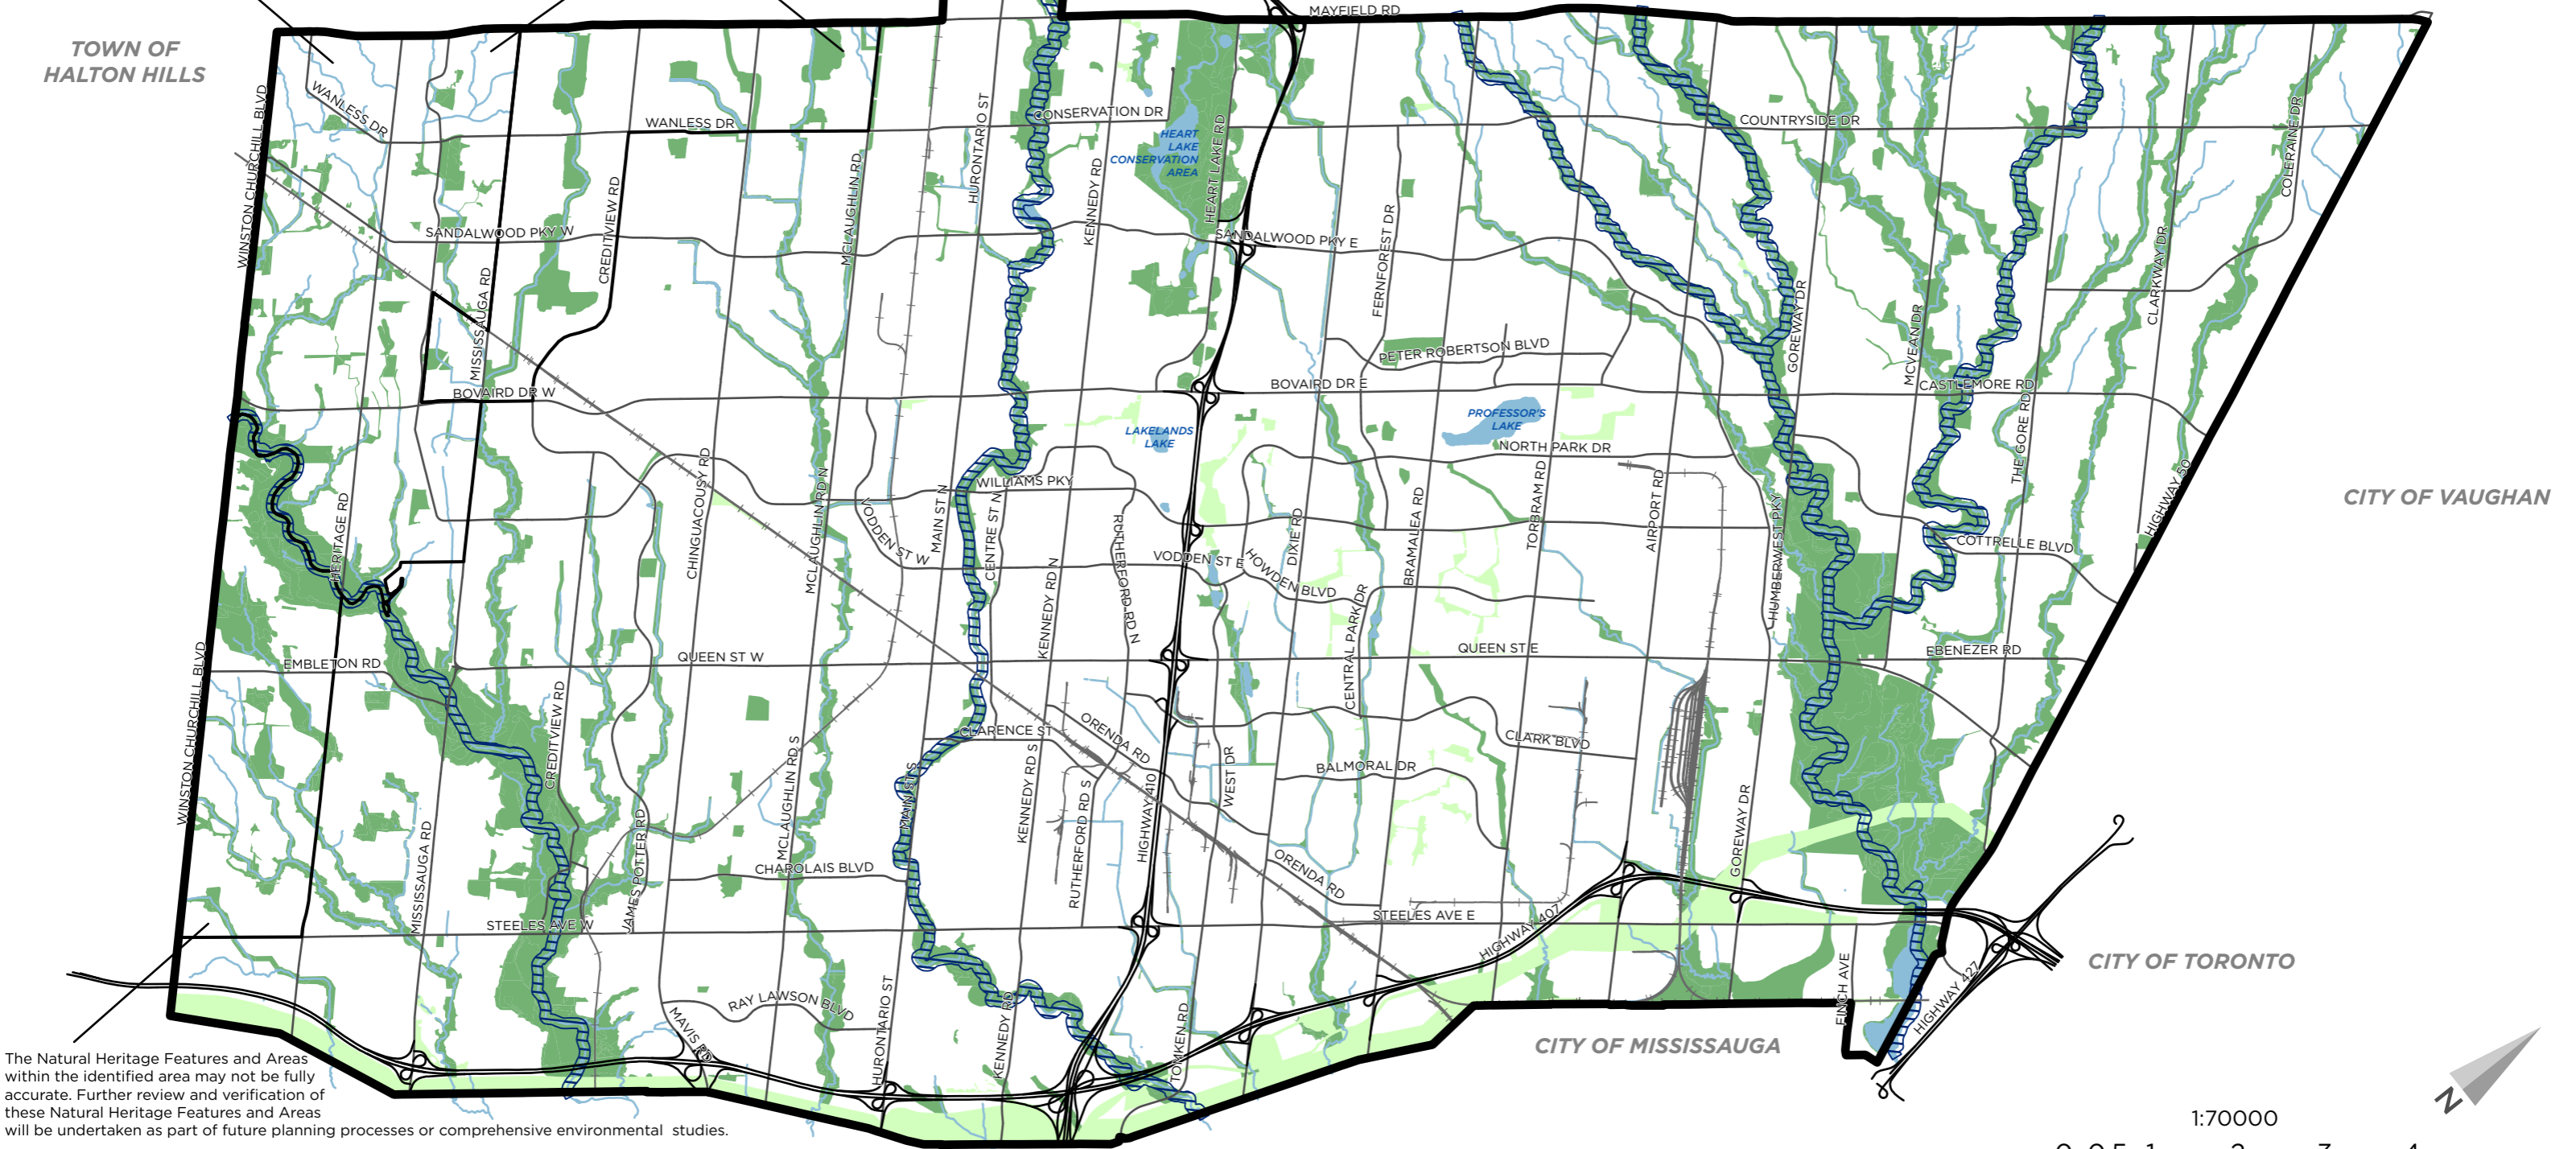 MAYFIELD RD
TOWN OF
HALTON HILLS
WANLESS DR
WANLESS DR
CONSERVATION DR
COUNTRYSIDE DR
HEART
LAKE
CONSERVATION
AREA
WINSTON CHURCHILL BLVD
HURONTARIO ST
HEART LAKE RD
COLERAINE DR
MCLAUGHLIN RD
KENNEDY RD
CREDITVIEW RD
SANDALWOOD PKY W
SANDALWOOD PKY E
FERNFOREST DR
CLARKWAY DR
MISSISSAUGA RD
GOREWAY DR
MCVEAN DR
PETER ROBERTSON BLVD
BOVAIRD DR W
BOVAIRD DR E
CASTLEMORE RD
PROFESSOR'S
LAKE
LAKELANDS
LAKE
NORTH PARK DR
THE GORE RD
HIGHWAY 50
CITY OF VAUGHAN
WILLIAMS PKY
CHINGUACOUSY RD
MCLAUGHLIN RD N
VODDEN ST W
MAIN ST N
CENTRE ST N
RUTHERFORD RD N
HERITAGE RD
DIXIE RD
BRAMALEA RD
TORBRAM RD
AIRPORT RD
HUMBERWEST PKY
COTTRELLE BLVD
VODDEN ST E
HOWDEN BLVD
KENNEDY RD N
CENTRAL PARK DR
WINSTON CHURCHILL BLVD
EMBLETON RD
QUEEN ST W
QUEEN ST E
EBENEZER RD
CREDITVIEW RD
CLARENCE ST
ORENDA RD
CLARK BLVD
BALMORAL DR
MCLAUGHLIN RD S
MAIN ST S
KENNEDY RD S
RUTHERFORD RD S
HIGHWAY 410
WEST DR
GOREWAY DR
MISSISSAUGA RD
JAMES POTTER RD
CHAROLAIS BLVD
ORENDA RD
STEELES AVE W
STEELES AVE E
HIGHWAY 407
FINCH AVE
HIGHWAY 427
CITY OF TORONTO
RAY LAWSON BLVD
MAVIS RD
HURONTARIO ST
KENNEDY RD
TOMKEN RD
CITY OF MISSISSAUGA
The Natural Heritage Features and Areas
within the identified area may not be fully
accurate. Further review and verification of
these Natural Heritage Features and Areas
will be undertaken as part of future planning processes or comprehensive environmental studies.
N
1:70000
0 0.5 1 2 3 4